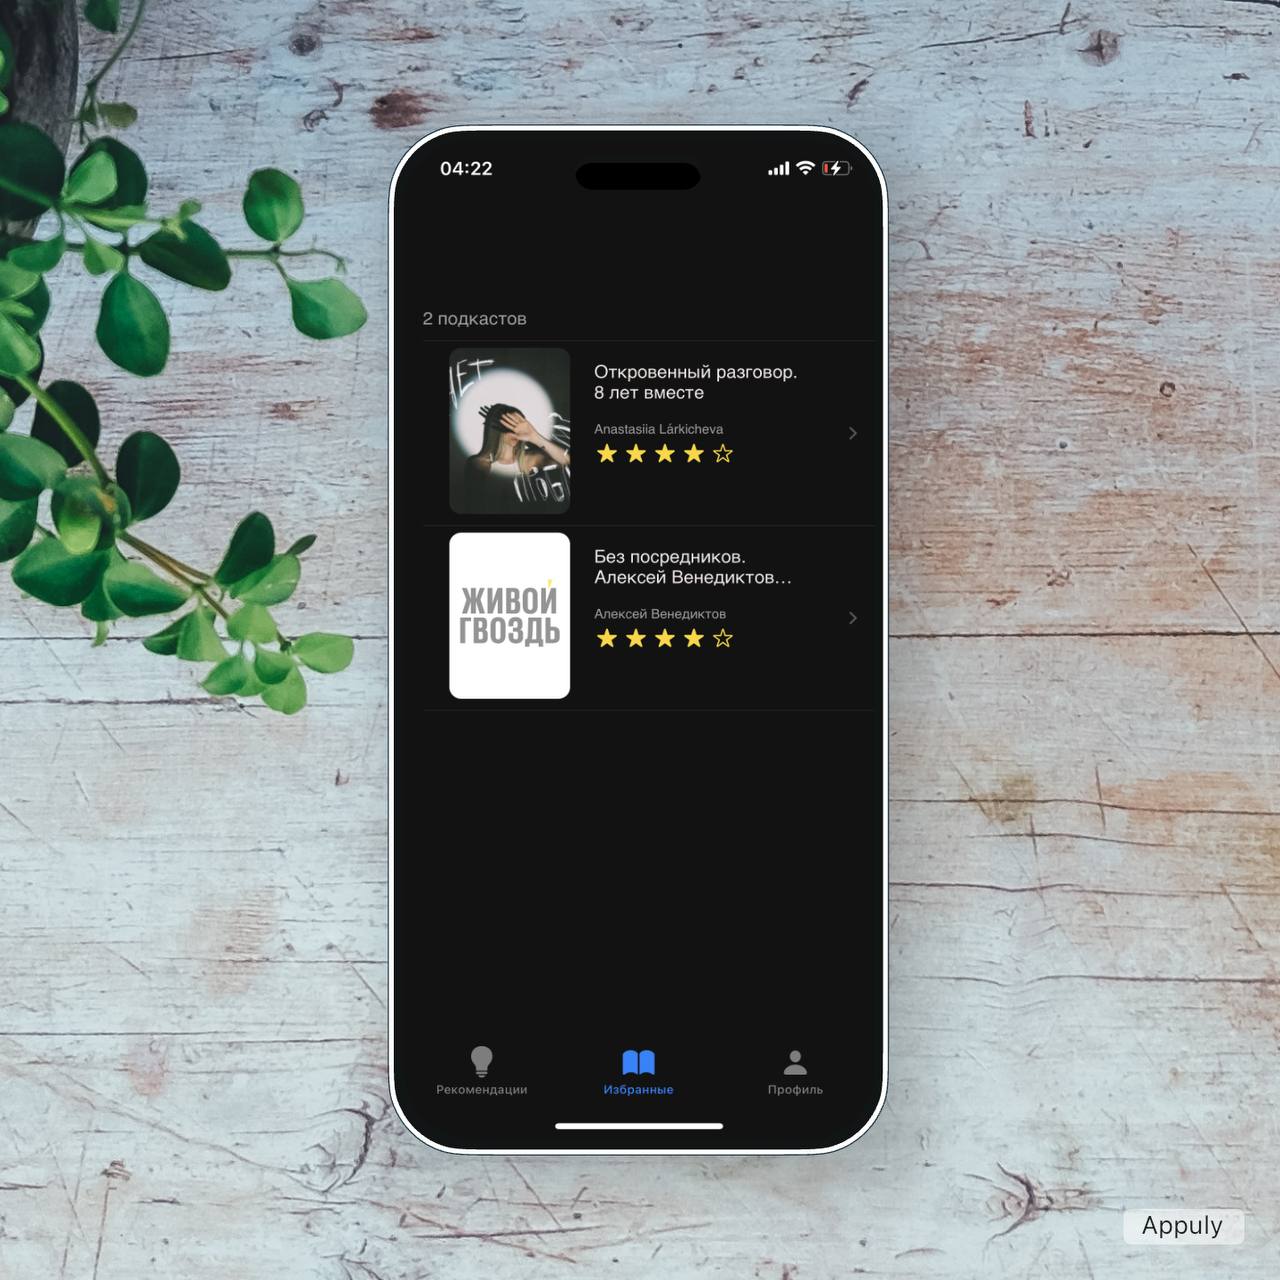 04:22
2 подкастов
Откровенный разговор.
8 лет вместе
Anastasiia Lárkicheva
Без посредников.
Алексей Венедиктов...
ЖИВОЙ
ГВОЗДЬ
Алексей Венедиктов
Рекомендации
Избранные
Профиль
Appuly